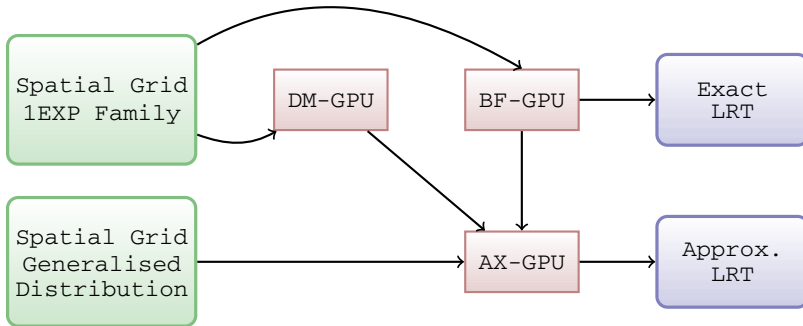 Spatial Grid
1EXP Family
DM-GPU
BF-GPU
Exact
LRT
Spatial Grid
Generalised
Distribution
AX-GPU
Approx.
LRT